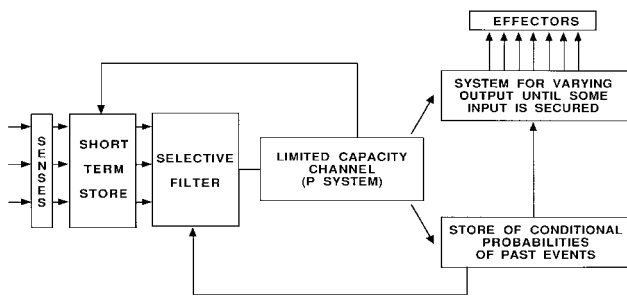 EFFECTORS
SYSTEM FOR VARYING
OUTPUT UNTIL SOME
INPUT IS SECURED
SENSES
SHORT
TERM
STORE
SELECTIVE
FILTER
LIMITED CAPACITY
CHANNEL
(P SYSTEM)
STORE OF CONDITIONAL
PROBABILITIES
OF PAST EVENTS